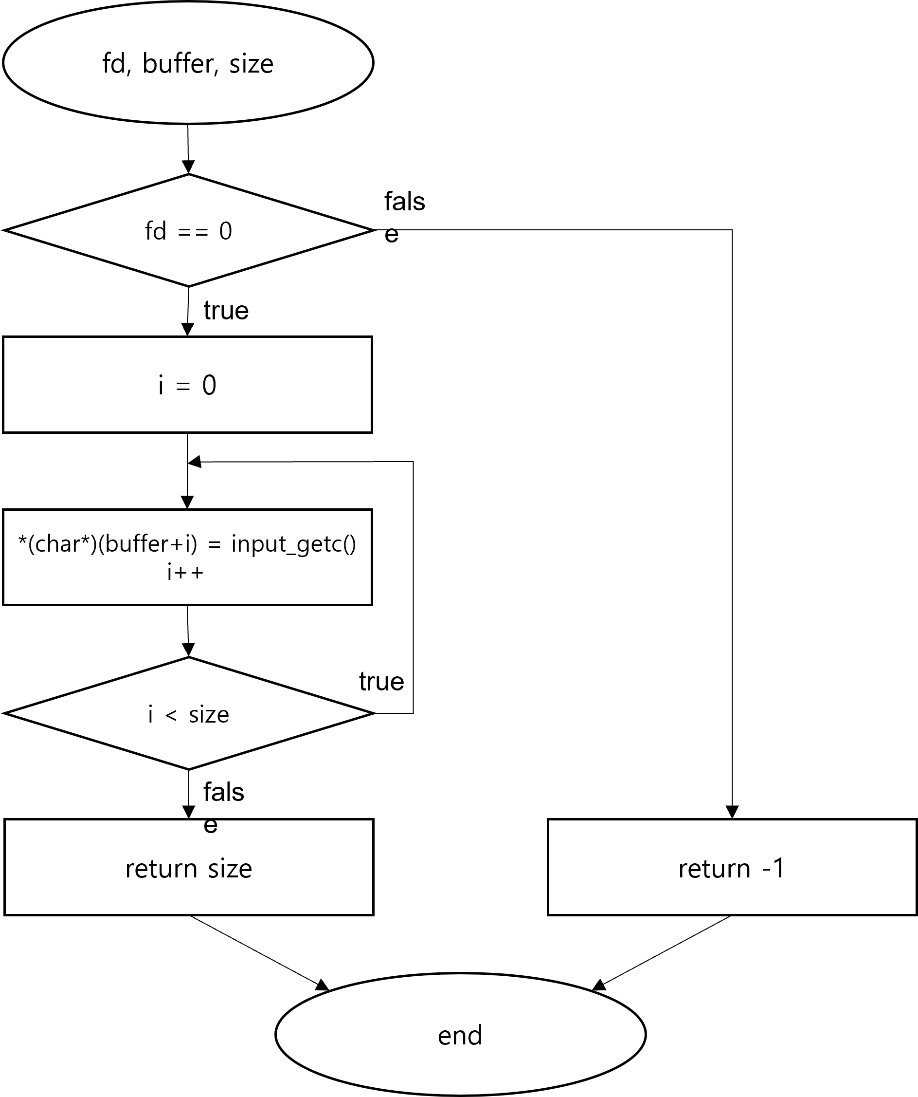 fd, buffer, size
fals
e
fd == 0
true
i = 0
*(char*)(buffer+i) = input_getc()
i++
true
i < size
fals
e
return size
return -1
end